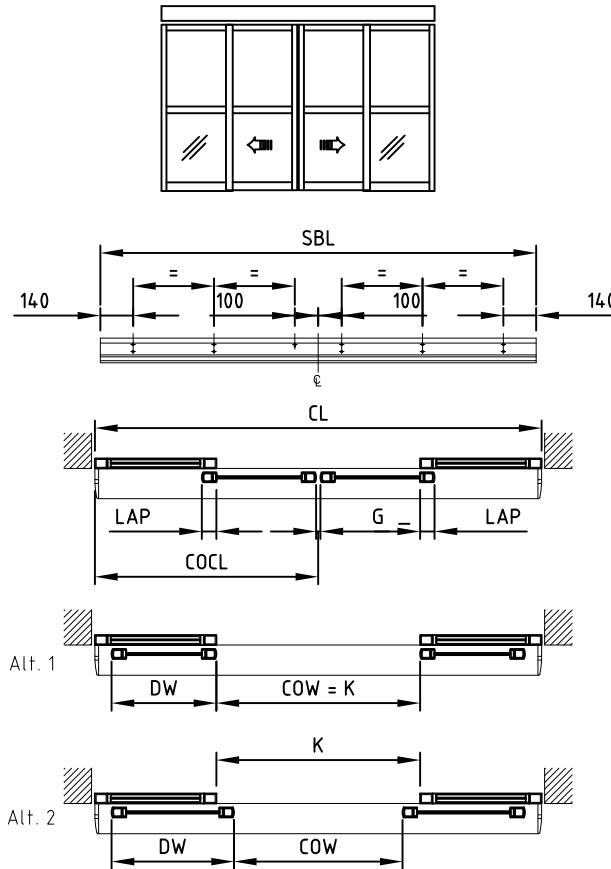 SBL
= = = =
140 100 100 140
℄
CL
LAP G _ LAP
COCL
Alt. 1
DW COW = K
K
Alt. 2
DW COW